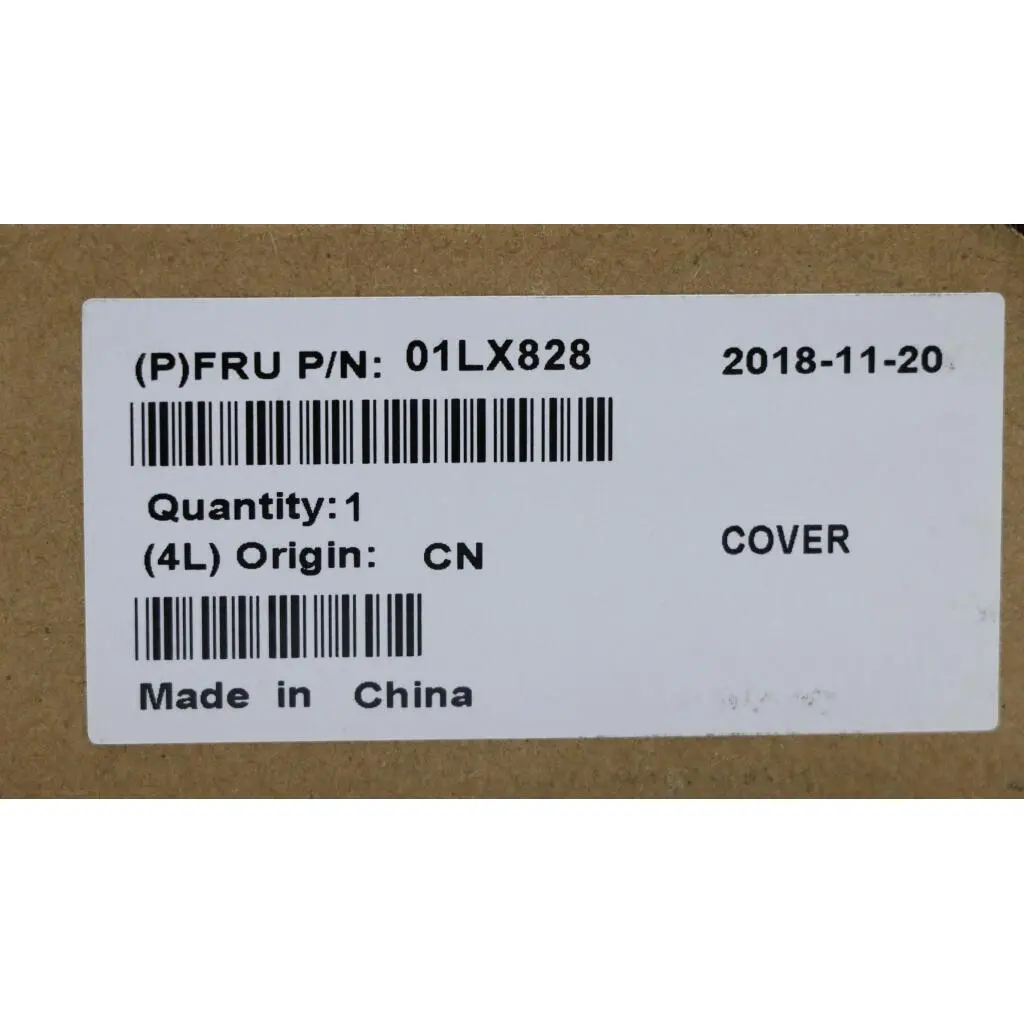 (P)FRU P/N: 01LX828 2018-11-20
Quantity:1
(4L) Origin: CN
COVER
Made in China